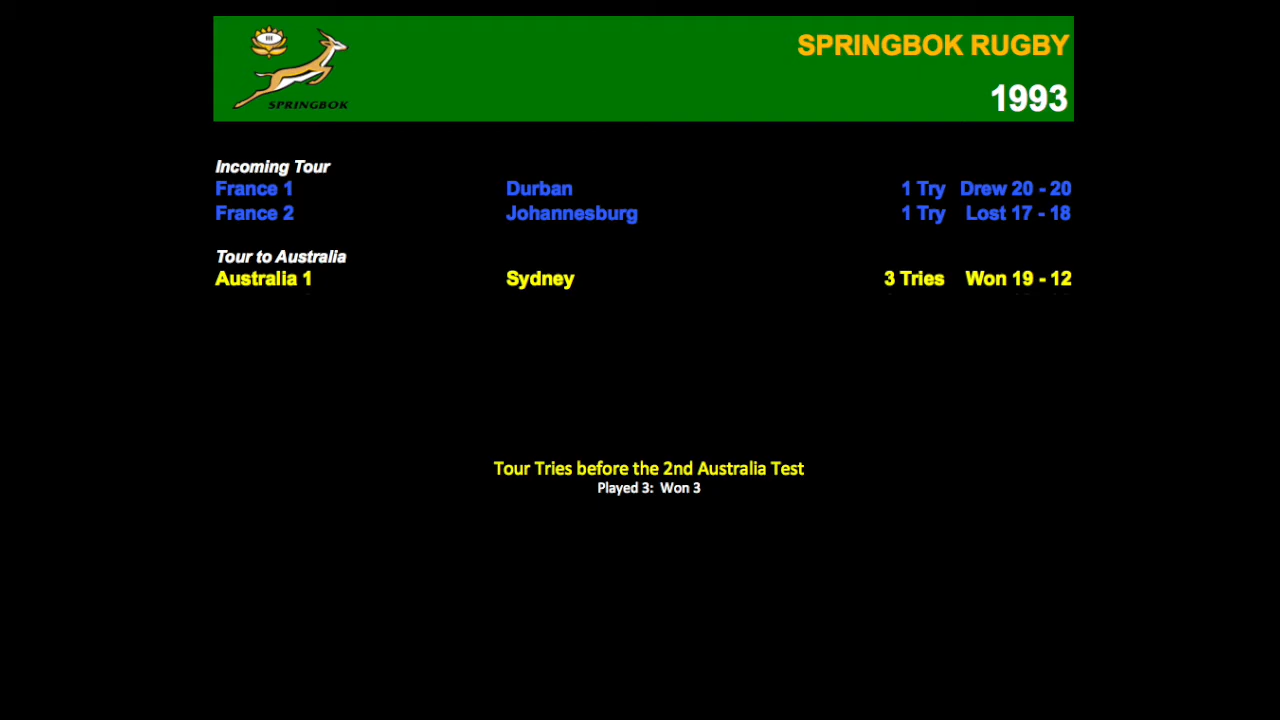 SPRINGBOK
SPRINGBOK RUGBY
1993
Incoming Tour
France 1 Durban 1 Try Drew 20 - 20
France 2 Johannesburg 1 Try Lost 17 - 18
Tour to Australia
Australia 1 Sydney 3 Tries Won 19 - 12
Tour Tries before the 2nd Australia Test
Played 3: Won 3